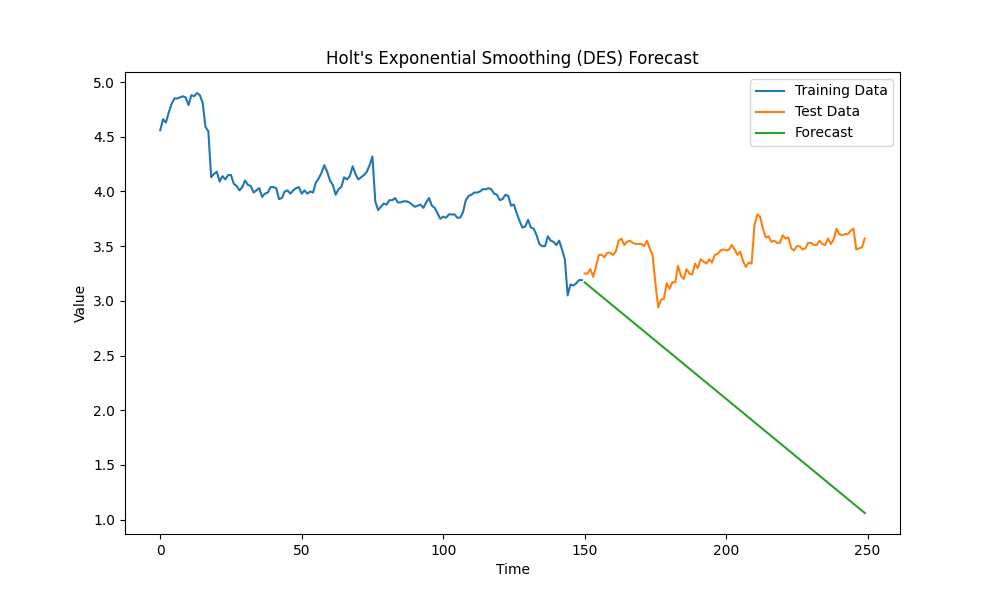 Holt's Exponential Smoothing (DES) Forecast
Training Data
Test Data
Forecast
Value
5.0
4.5
4.0
3.5
3.0
2.5
2.0
1.5
1.0
0 50 100 150 200 250
Time